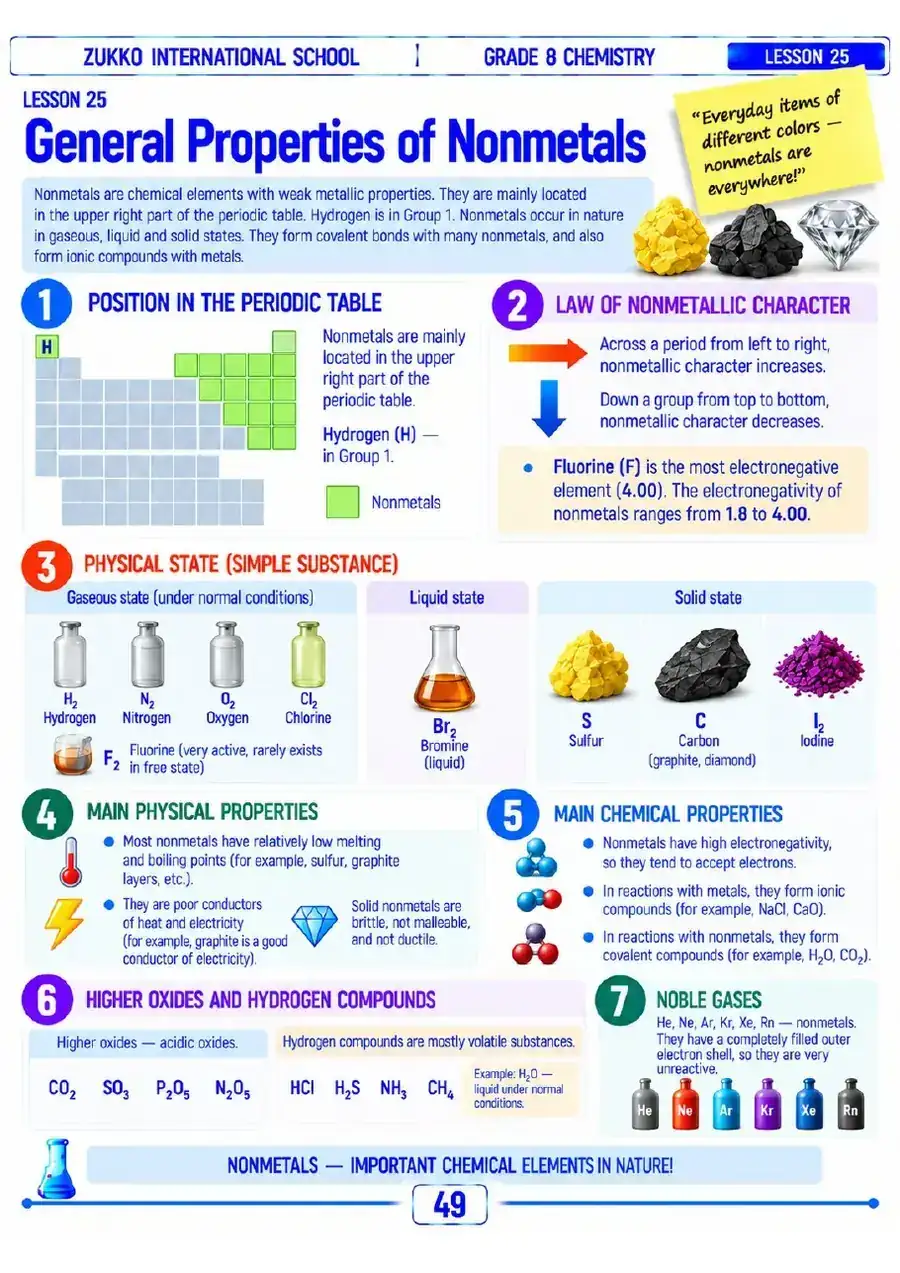 ZUKKO INTERNATIONAL SCHOOL
GRADE 8 CHEMISTRY
LESSON 25
LESSON 25
General Properties of Nonmetals
"Everyday items of
different colors —
nonmetals are
everywhere!"
Nonmetals are chemical elements with weak metallic properties. They are mainly located
in the upper right part of the periodic table. Hydrogen is in Group 1. Nonmetals occur in nature
in gaseous, liquid and solid states. They form covalent bonds with many nonmetals, and also
form ionic compounds with metals.
1 POSITION IN THE PERIODIC TABLE
H
Nonmetals are mainly
located in the upper
right part of the
periodic table.
Hydrogen (H) —
in Group 1.
Nonmetals
2 LAW OF NONMETALLIC CHARACTER
Across a period from left to right,
nonmetallic character increases.
Down a group from top to bottom,
nonmetallic character decreases.
• Fluorine (F) is the most electronegative
element (4.00). The electronegativity of
nonmetals ranges from 1.8 to 4.00.
3 PHYSICAL STATE (SIMPLE SUBSTANCE)
Gaseous state (under normal conditions)
H₂
Hydrogen
N₂
Nitrogen
O₂
Oxygen
Cl₂
Chlorine
F₂
Fluorine (very active, rarely exists
in free state)
Liquid state
Br₂
Bromine
(liquid)
Solid state
S
Sulfur
C
Carbon
(graphite, diamond)
I₂
Iodine
4 MAIN PHYSICAL PROPERTIES
• Most nonmetals have relatively low melting
and boiling points (for example, sulfur, graphite
layers, etc.).
• They are poor conductors
of heat and electricity
(for example, graphite is a good
conductor of electricity).
Solid nonmetals are
brittle, not malleable,
and not ductile.
5 MAIN CHEMICAL PROPERTIES
• Nonmetals have high electronegativity,
so they tend to accept electrons.
• In reactions with metals, they form ionic
compounds (for example, NaCl, CaO).
• In reactions with nonmetals, they form
covalent compounds (for example, H₂O, CO₂).
6 HIGHER OXIDES AND HYDROGEN COMPOUNDS
Higher oxides — acidic oxides.
CO₂ SO₃ P₂O₅ N₂O₅
Hydrogen compounds are mostly volatile substances.
HCl H₂S NH₃ CH₄
Example: H₂O —
liquid under normal
conditions.
7 NOBLE GASES
He, Ne, Ar, Kr, Xe, Rn — nonmetals.
They have a completely filled outer
electron shell, so they are very
unreactive.
He Ne Ar Kr Xe Rn
NONMETALS — IMPORTANT CHEMICAL ELEMENTS IN NATURE!
49